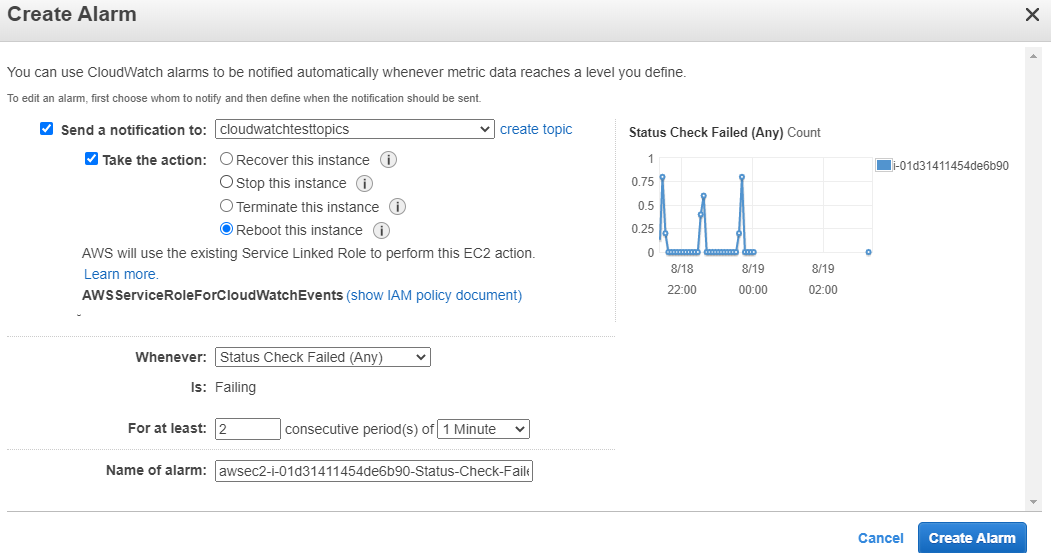 Create Alarm
You can use CloudWatch alarms to be notified automatically whenever metric data reaches a level you define.
To edit an alarm, first choose whom to notify and then define when the notification should be sent.
Send a notification to: cloudwatchtesttopics create topic
Take the action: Recover this instance i
Stop this instance i
Terminate this instance i
Reboot this instance i
AWS will use the existing Service Linked Role to perform this EC2 action.
Learn more.
AWSServiceRoleForCloudWatchEvents (show IAM policy document)
Status Check Failed (Any) Count
1
0.75
0.5
0.25
0
8/18 8/19 8/19
22:00 00:00 02:00
i-01d31411454de6b90
Whenever: Status Check Failed (Any)
Is: Failing
For at least: 2 consecutive period(s) of 1 Minute
Name of alarm: awsec2-i-01d31411454de6b90-Status-Check-Faile
Cancel Create Alarm